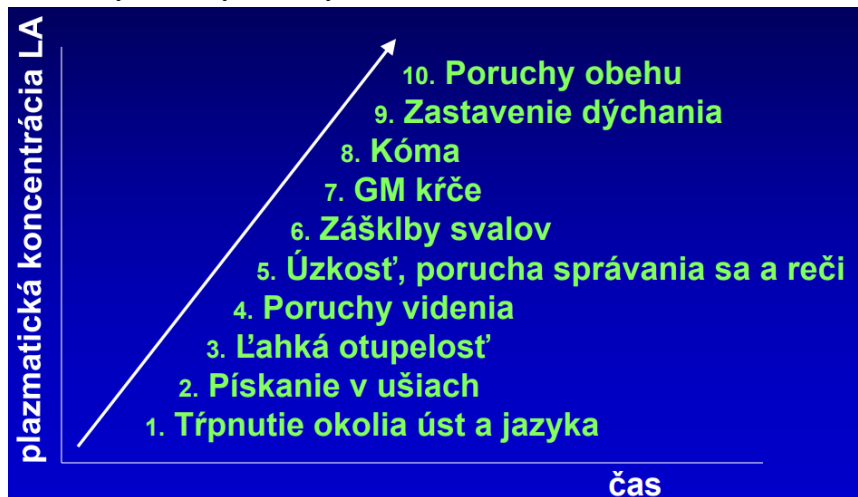 plazmatická koncentrácia LA
10. Poruchy obehu
9. Zastavenie dýchania
8. Kóma
7. GM kŕče
6. Zášklby svalov
5. Úzkosť, porucha správania sa a reči
4. Poruchy videnia
3. Ľahká otupelosť
2. Pískanie v ušiach
1. Tŕpnutie okolia úst a jazyka
čas